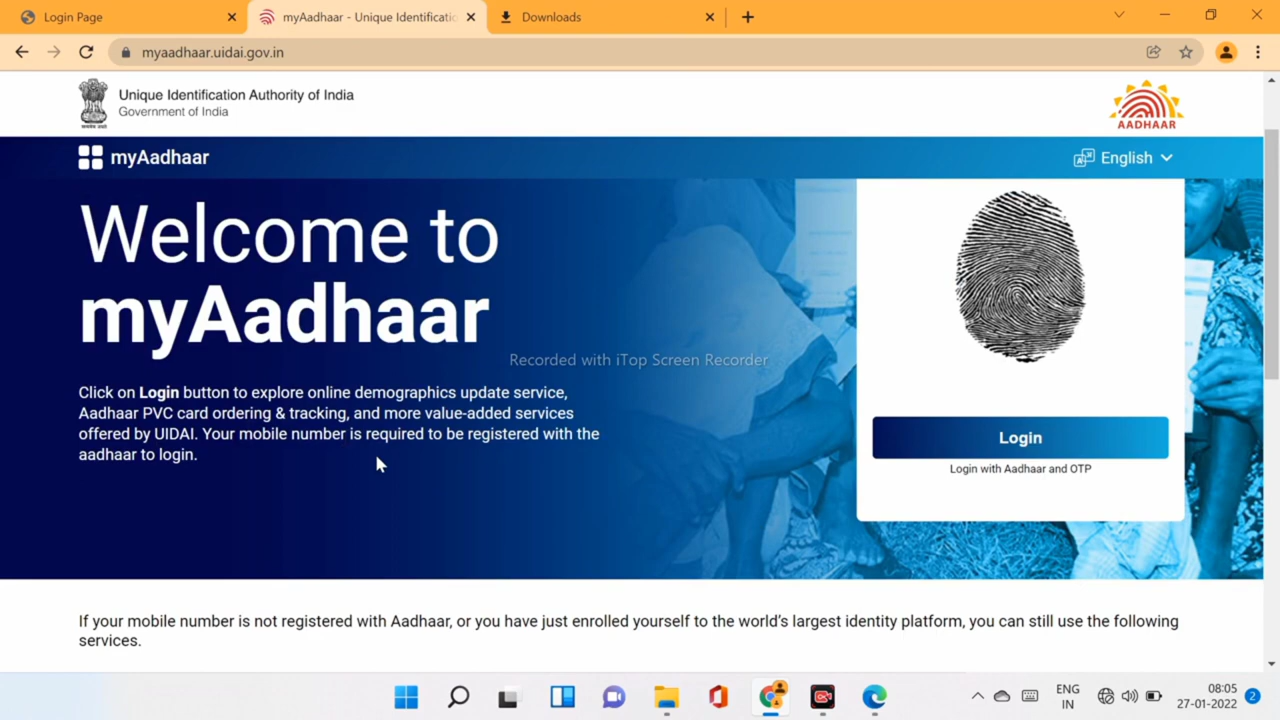 Login Page
myAadhaar - Unique Identificatio
Downloads
myaadhaar.uidai.gov.in
Unique Identification Authority of India
Government of India
AADHAAR
myAadhaar
English
Welcome to
myAadhaar
Recorded with iTop Screen Recorder
Click on Login button to explore online demographics update service,
Aadhaar PVC card ordering & tracking, and more value-added services
offered by UIDAI. Your mobile number is required to be registered with the
aadhaar to login.
Login
Login with Aadhaar and OTP
If your mobile number is not registered with Aadhaar, or you have just enrolled yourself to the world's largest identity platform, you can still use the following
services.
ENG
IN
08:05
27-01-2022
2